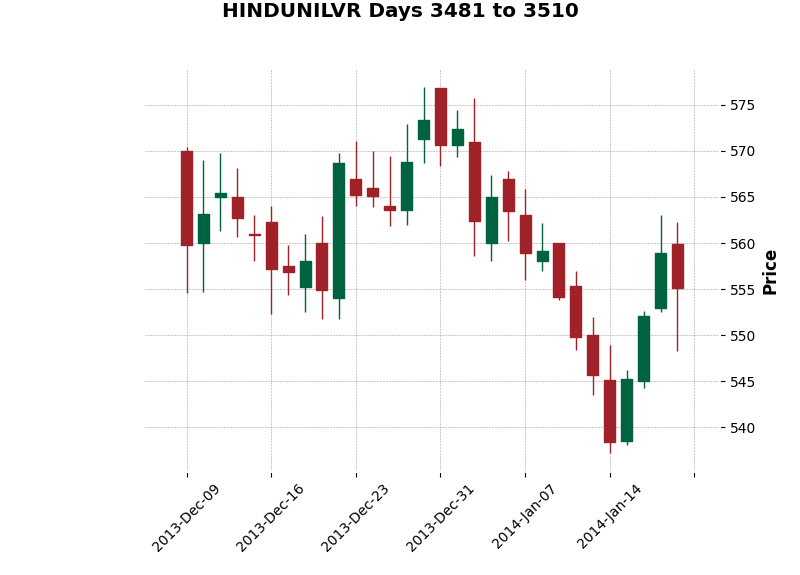 HINDUNILVR Days 3481 to 3510
575
570
565
560
555
550
545
540
Price
2013-Dec-09
2013-Dec-16
2013-Dec-23
2013-Dec-31
2014-Jan-07
2014-Jan-14